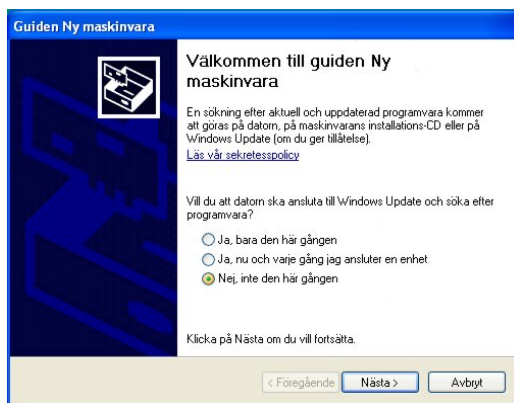 Guiden Ny maskinvara
Välkommen till guiden Ny
maskinvara
En sökning efter aktuell och uppdaterad programvara kommer
att göras på datorn, på maskinvarans installations-CD eller på
Windows Update (om du ger tillåtelse).
Läs vår sekretesspolicy
Vill du att datorn ska ansluta till Windows Update och söka efter
programvara?
Ja, bara den här gången
Ja, nu och varje gång jag ansluter en enhet
Nej, inte den här gången
Klicka på Nästa om du vill fortsätta.
< Föregående
Nästa >
Avbryt